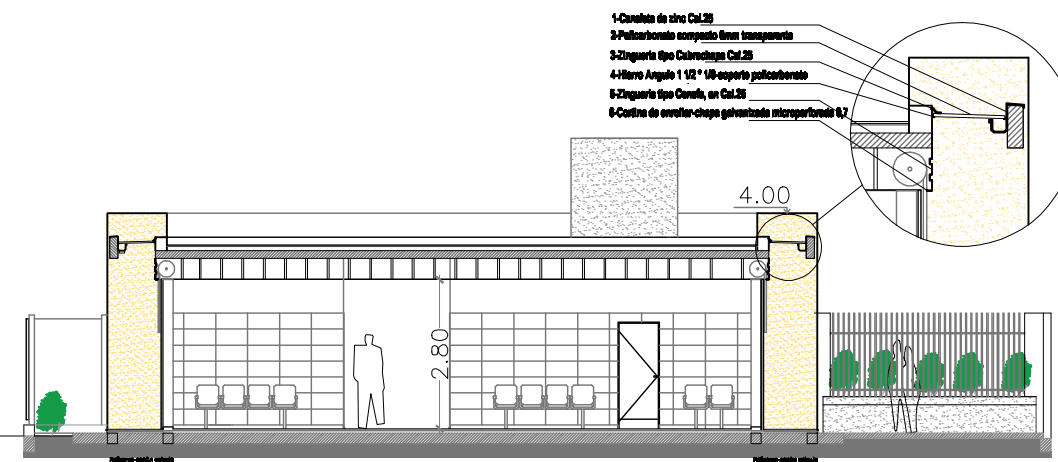 1-Canaleta de zinc Cal.25
2-Policarbonato compacto 6mm transparente
3-Zingueria tipo Cubrechapa Cal.25
4-Hierro Angulo 1 1/2 * 1/8-soporte policarbonato
5-Zingueria tipo Cenefa, en Cal.25
6-Cortina de enrollar-chapa galvanizada microperforada 0,7
4.00
2.80